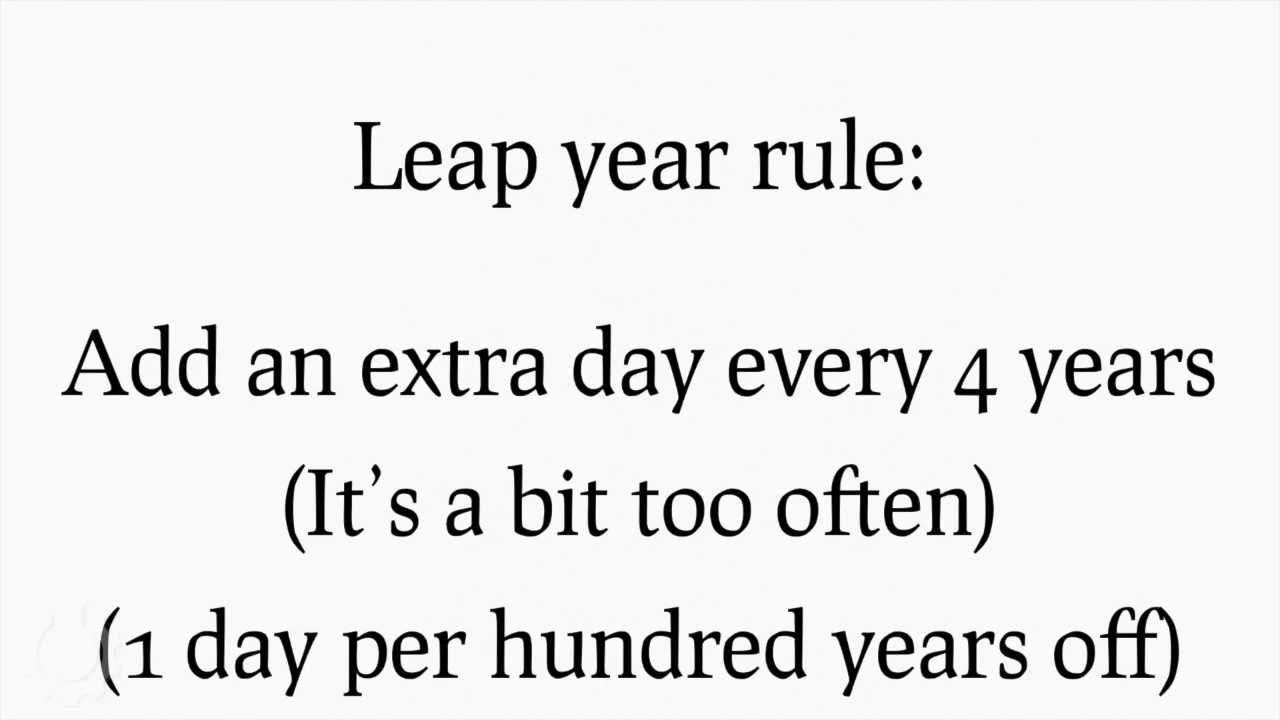 Leap year rule:
Add an extra day every 4 years
(It’s a bit too often)
(1 day per hundred years off)